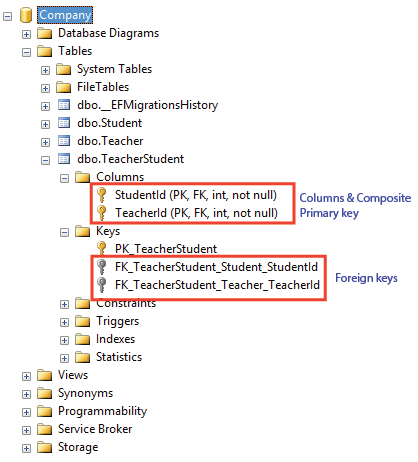 Company
Database Diagrams
Tables
System Tables
FileTables
dbo.__EFMigrationsHistory
dbo.Student
dbo.Teacher
dbo.TeacherStudent
Columns
StudentId (PK, FK, int, not null)
TeacherId (PK, FK, int, not null)
Columns & Composite
Primary key
Keys
PK_TeacherStudent
FK_TeacherStudent_Student_StudentId
FK_TeacherStudent_Teacher_TeacherId
Foreign keys
Constraints
Triggers
Indexes
Statistics
Views
Synonyms
Programmability
Service Broker
Storage